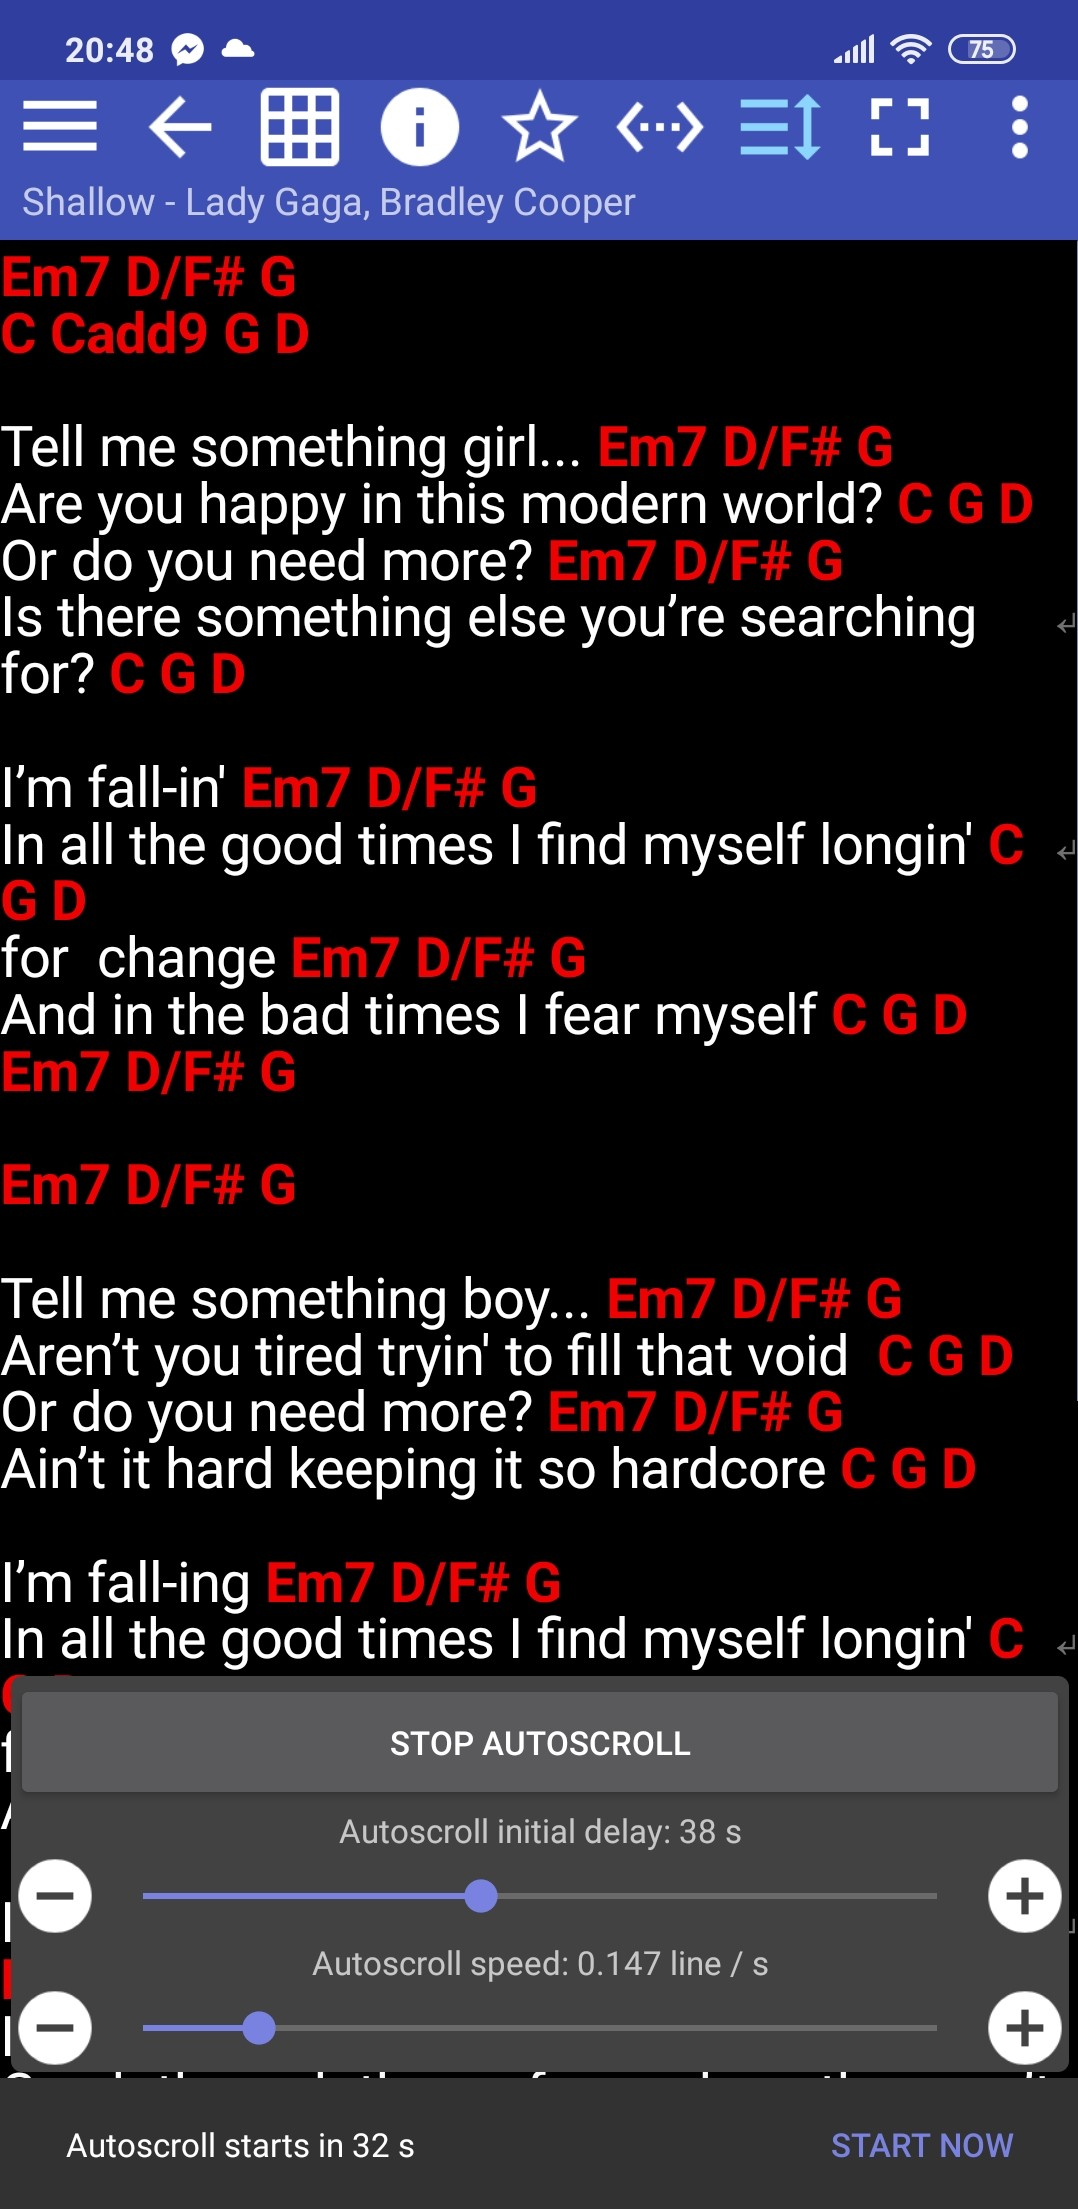 20:48
75
Shallow - Lady Gaga, Bradley Cooper
Em7 D/F# G
C Cadd9 G D
Tell me something girl... Em7 D/F# G
Are you happy in this modern world? C G D
Or do you need more? Em7 D/F# G
Is there something else you’re searching
for? C G D
I’m fall-in' Em7 D/F# G
In all the good times I find myself longin' C
G D
for  change Em7 D/F# G
And in the bad times I fear myself C G D
Em7 D/F# G
Em7 D/F# G
Tell me something boy... Em7 D/F# G
Aren’t you tired tryin' to fill that void  C G D
Or do you need more? Em7 D/F# G
Ain’t it hard keeping it so hardcore C G D
I’m fall-ing Em7 D/F# G
In all the good times I find myself longin' C
STOP AUTOSCROLL
Autoscroll initial delay: 38 s
Autoscroll speed: 0.147 line / s
Autoscroll starts in 32 s
START NOW